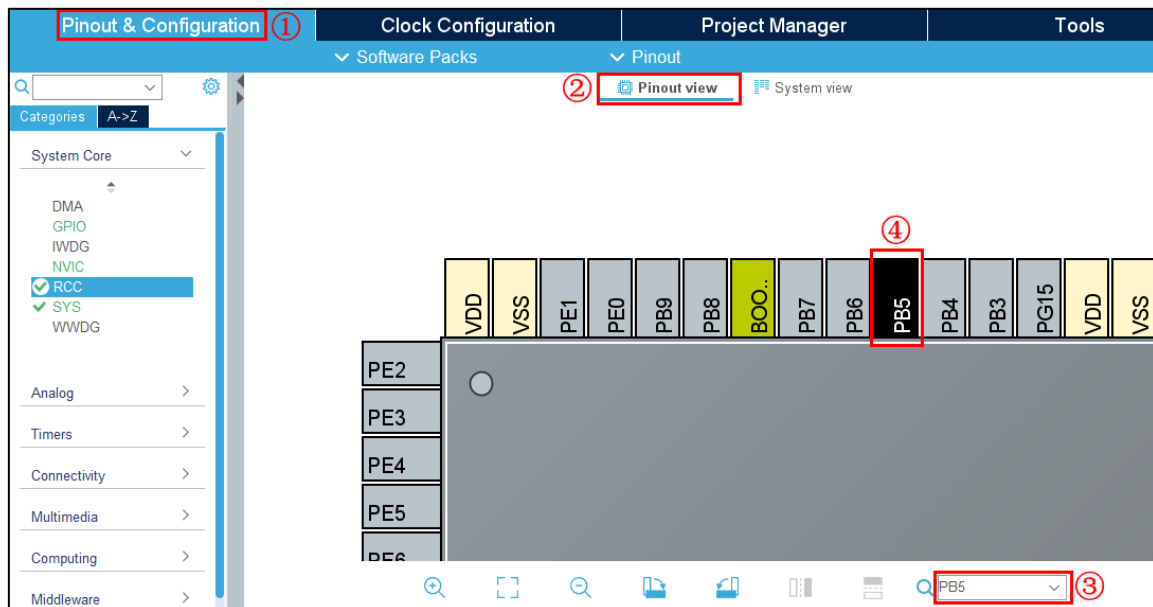 Pinout & Configuration ① Clock Configuration Project Manager Tools
Software Packs Pinout
② Pinout view System view
Categories A->Z
System Core
DMA
GPIO
IWDG
NVIC
RCC
SYS
WWDG
Analog
Timers
Connectivity
Multimedia
Computing
Middleware
④
VDD
VSS
PE1
PE0
PB9
PB8
BOO..
PB7
PB6
PB5
PB4
PB3
PG15
VDD
VSS
PE2
PE3
PE4
PE5
PE6
PB5 ③